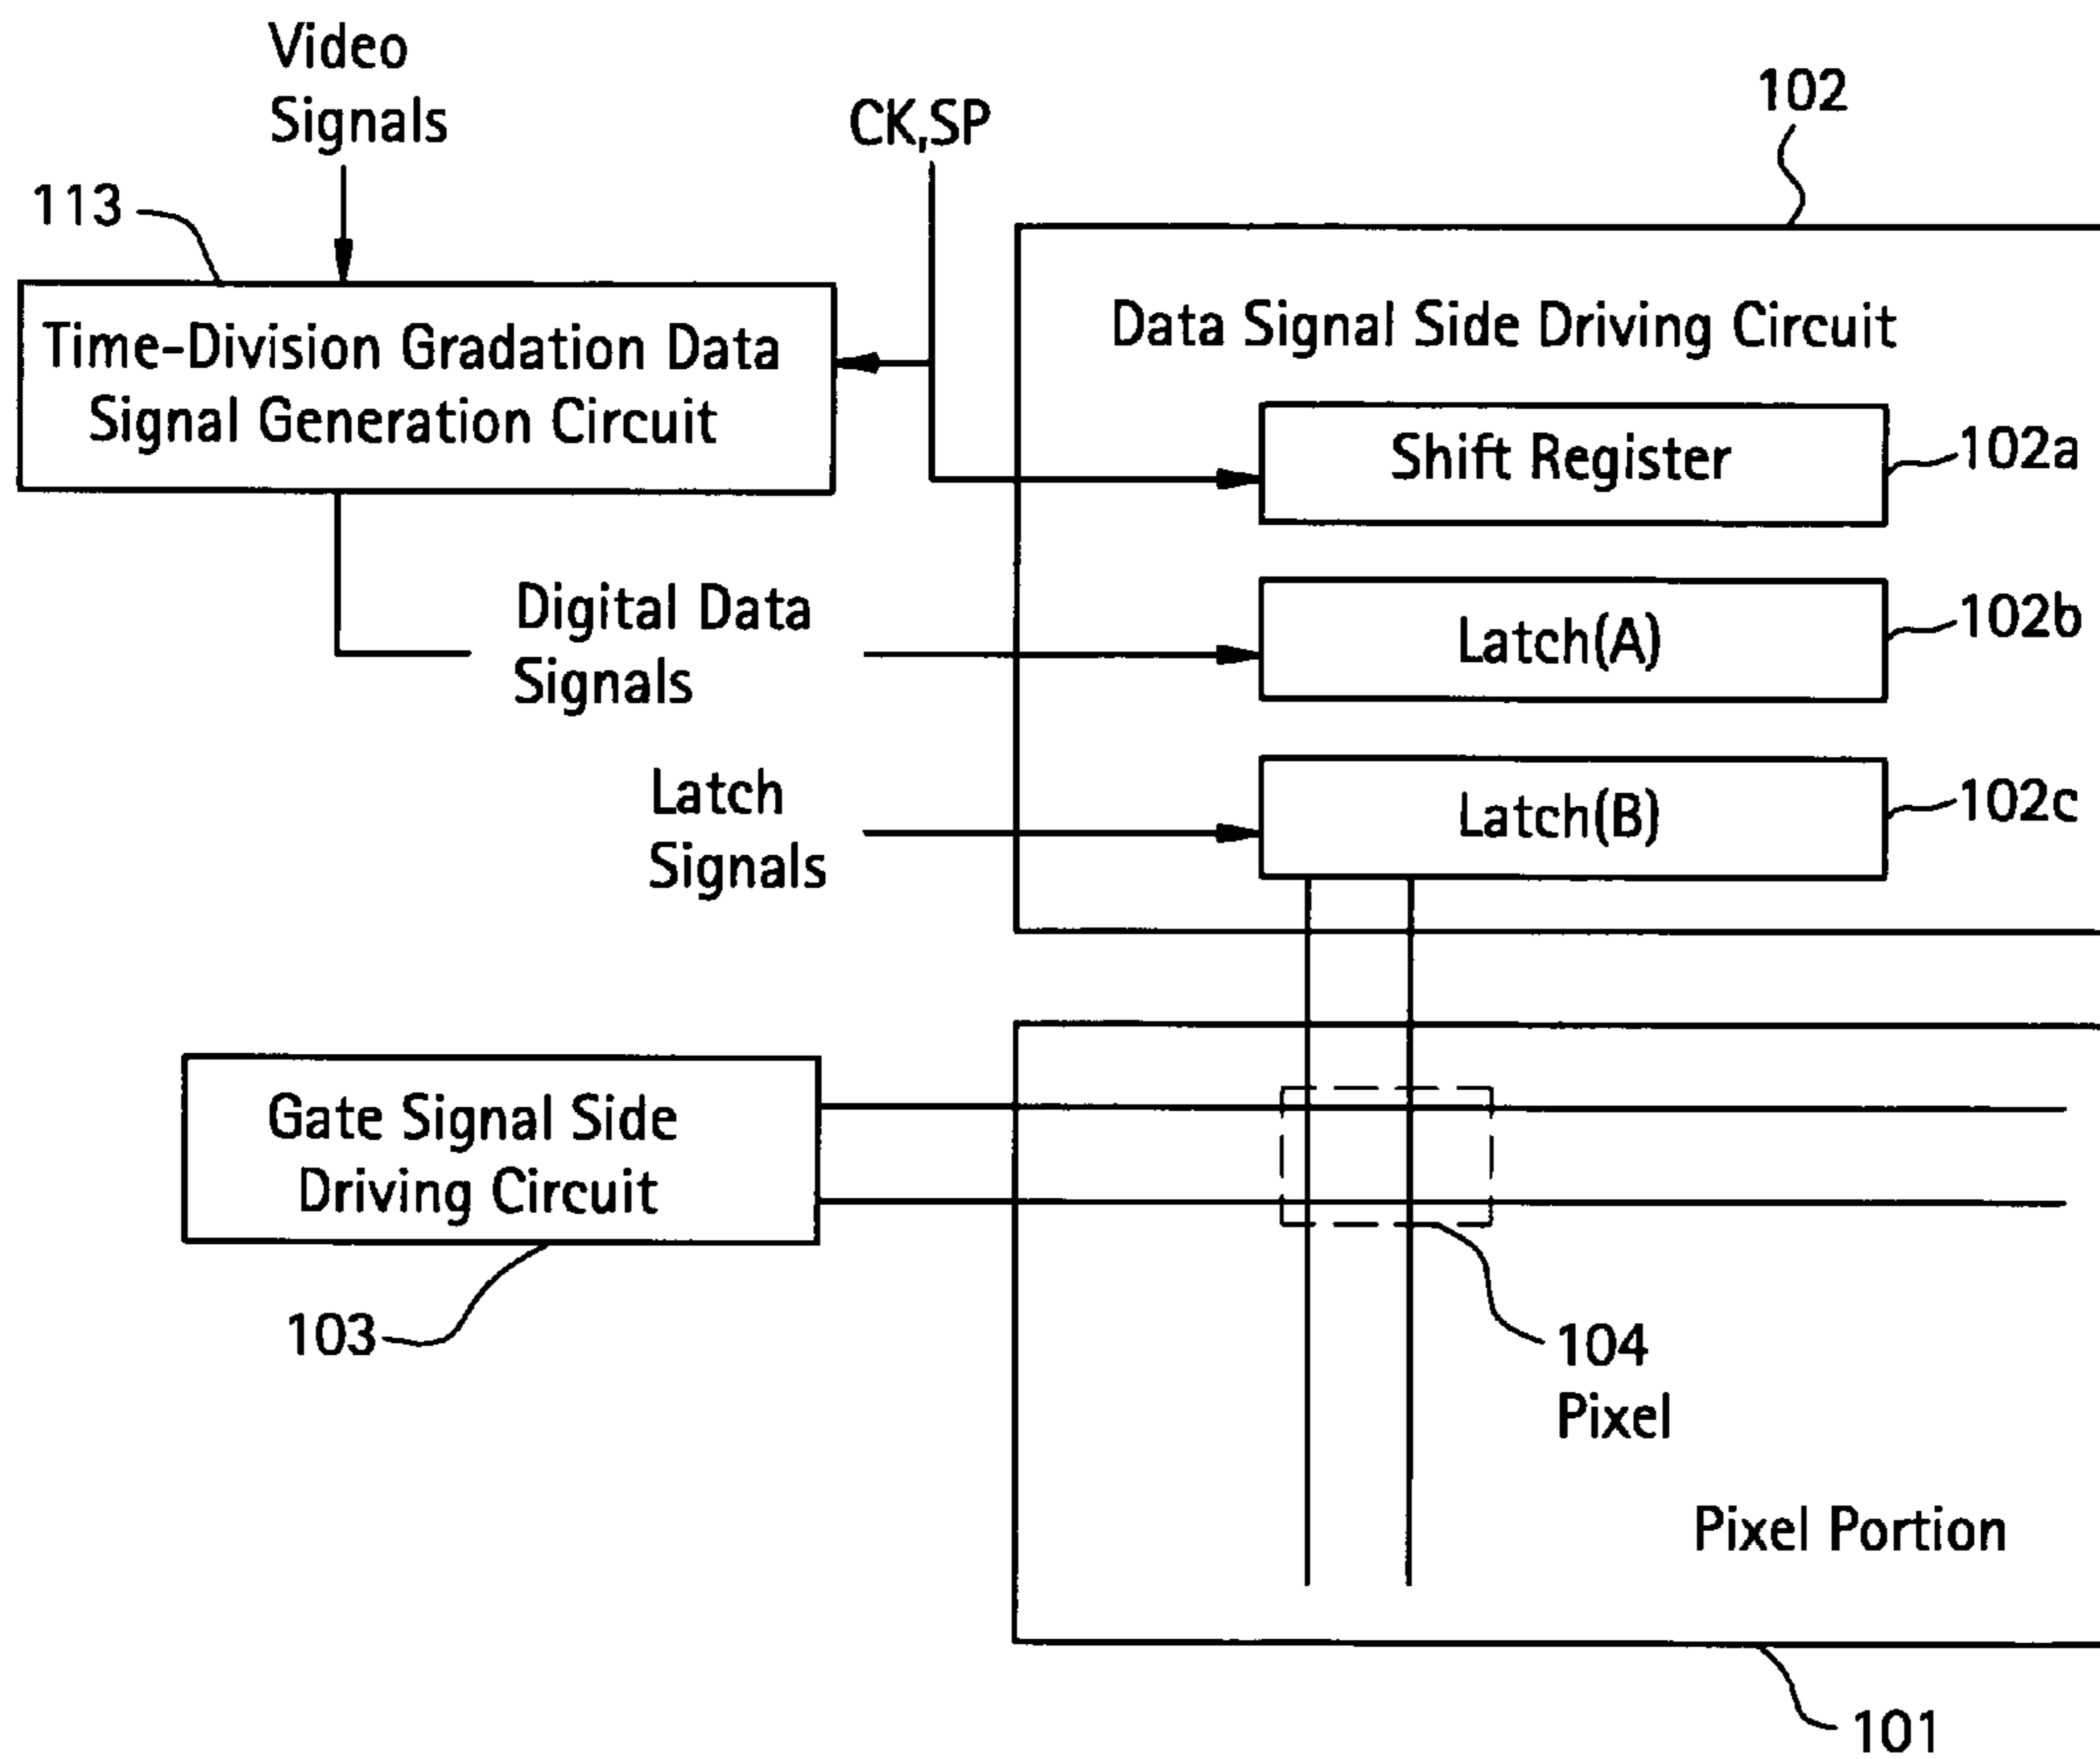 Video
Signals
CK,SP
102
113
Time-Division Gradation Data
Signal Generation Circuit
Data Signal Side Driving Circuit
Shift Register
102a
Digital Data
Signals
Latch(A)
102b
Latch
Signals
Latch(B)
102c
Gate Signal Side
Driving Circuit
103
104
Pixel
Pixel Portion
101